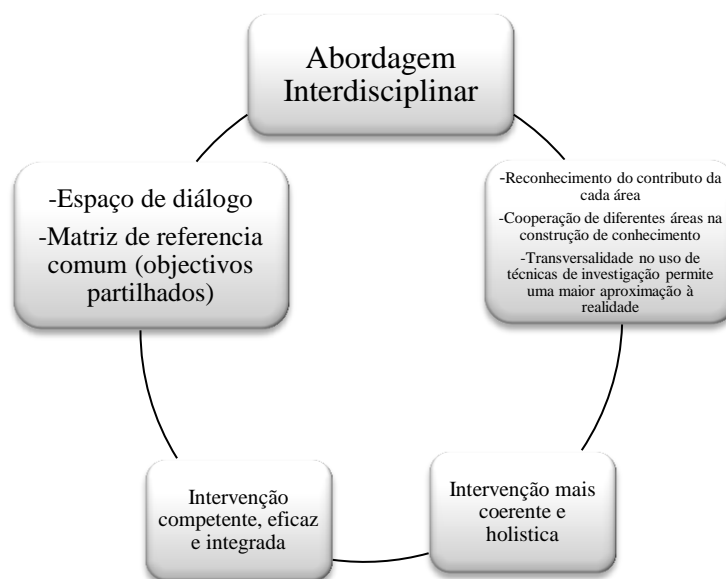 Abordagem
Interdisciplinar
-Reconhecimento do contributo da
cada área
-Cooperação de diferentes áreas na
construção de conhecimento
-Transversalidade no uso de
técnicas de investigação permite
uma maior aproximação à
realidade
Intervenção mais
coerente e
holistica
Intervenção
competente, eficaz
e integrada
-Espaço de diálogo
-Matriz de referencia
comum (objectivos
partilhados)